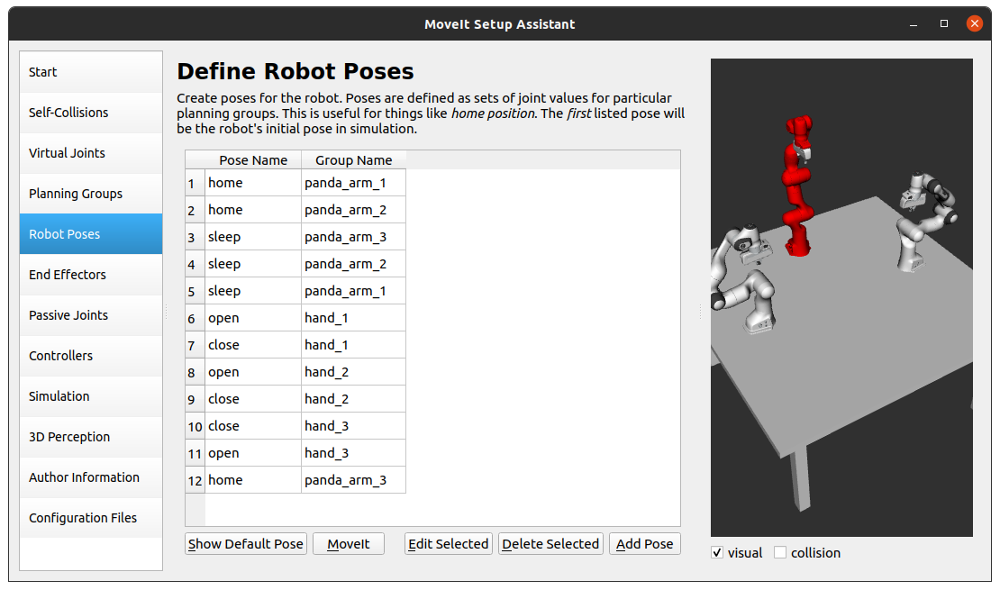 MoveIt Setup Assistant
Start
Self-Collisions
Virtual Joints
Planning Groups
Robot Poses
End Effectors
Passive Joints
Controllers
Simulation
3D Perception
Author Information
Configuration Files
Define Robot Poses
Create poses for the robot. Poses are defined as sets of joint values for particular
planning groups. This is useful for things like home position. The first listed pose will
be the robot's initial pose in simulation.
Pose Name Group Name
1 home panda_arm_1
2 home panda_arm_2
3 sleep panda_arm_3
4 sleep panda_arm_2
5 sleep panda_arm_1
6 open hand_1
7 close hand_1
8 open hand_2
9 close hand_2
10 close hand_3
11 open hand_3
12 home panda_arm_3
Show Default Pose MoveIt Edit Selected Delete Selected Add Pose
visual collision